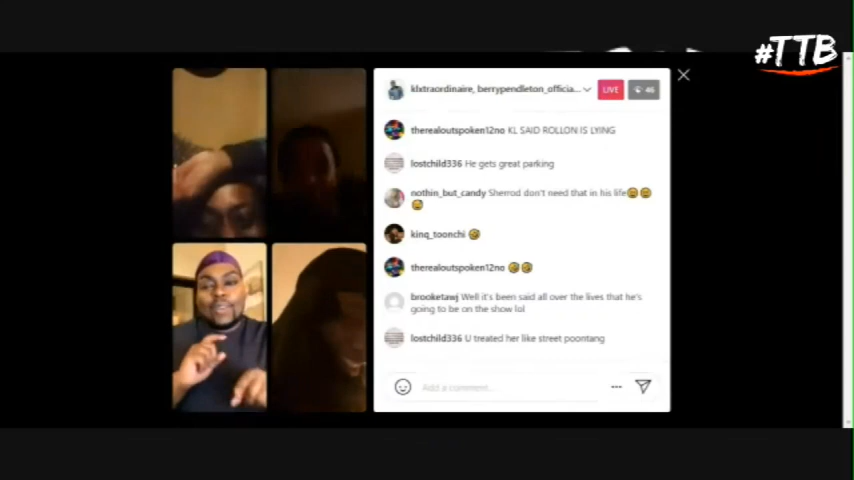 #TTB
klxtraordinaire, berrypendleton_officia...
LIVE
46
therealoutspoken12no KL SAID ROLLON IS LYING
lostchild336 He gets great parking
nothin_but_candy Sherrod don't need that in his life😩😩
😅
kinq_toonchi 🤣
therealoutspoken12no 🤣🤣
brooketawj Well it's been said all over the lives that he's
going to be on the show lol
lostchild336 U treated her like street poontang
Add a comment...